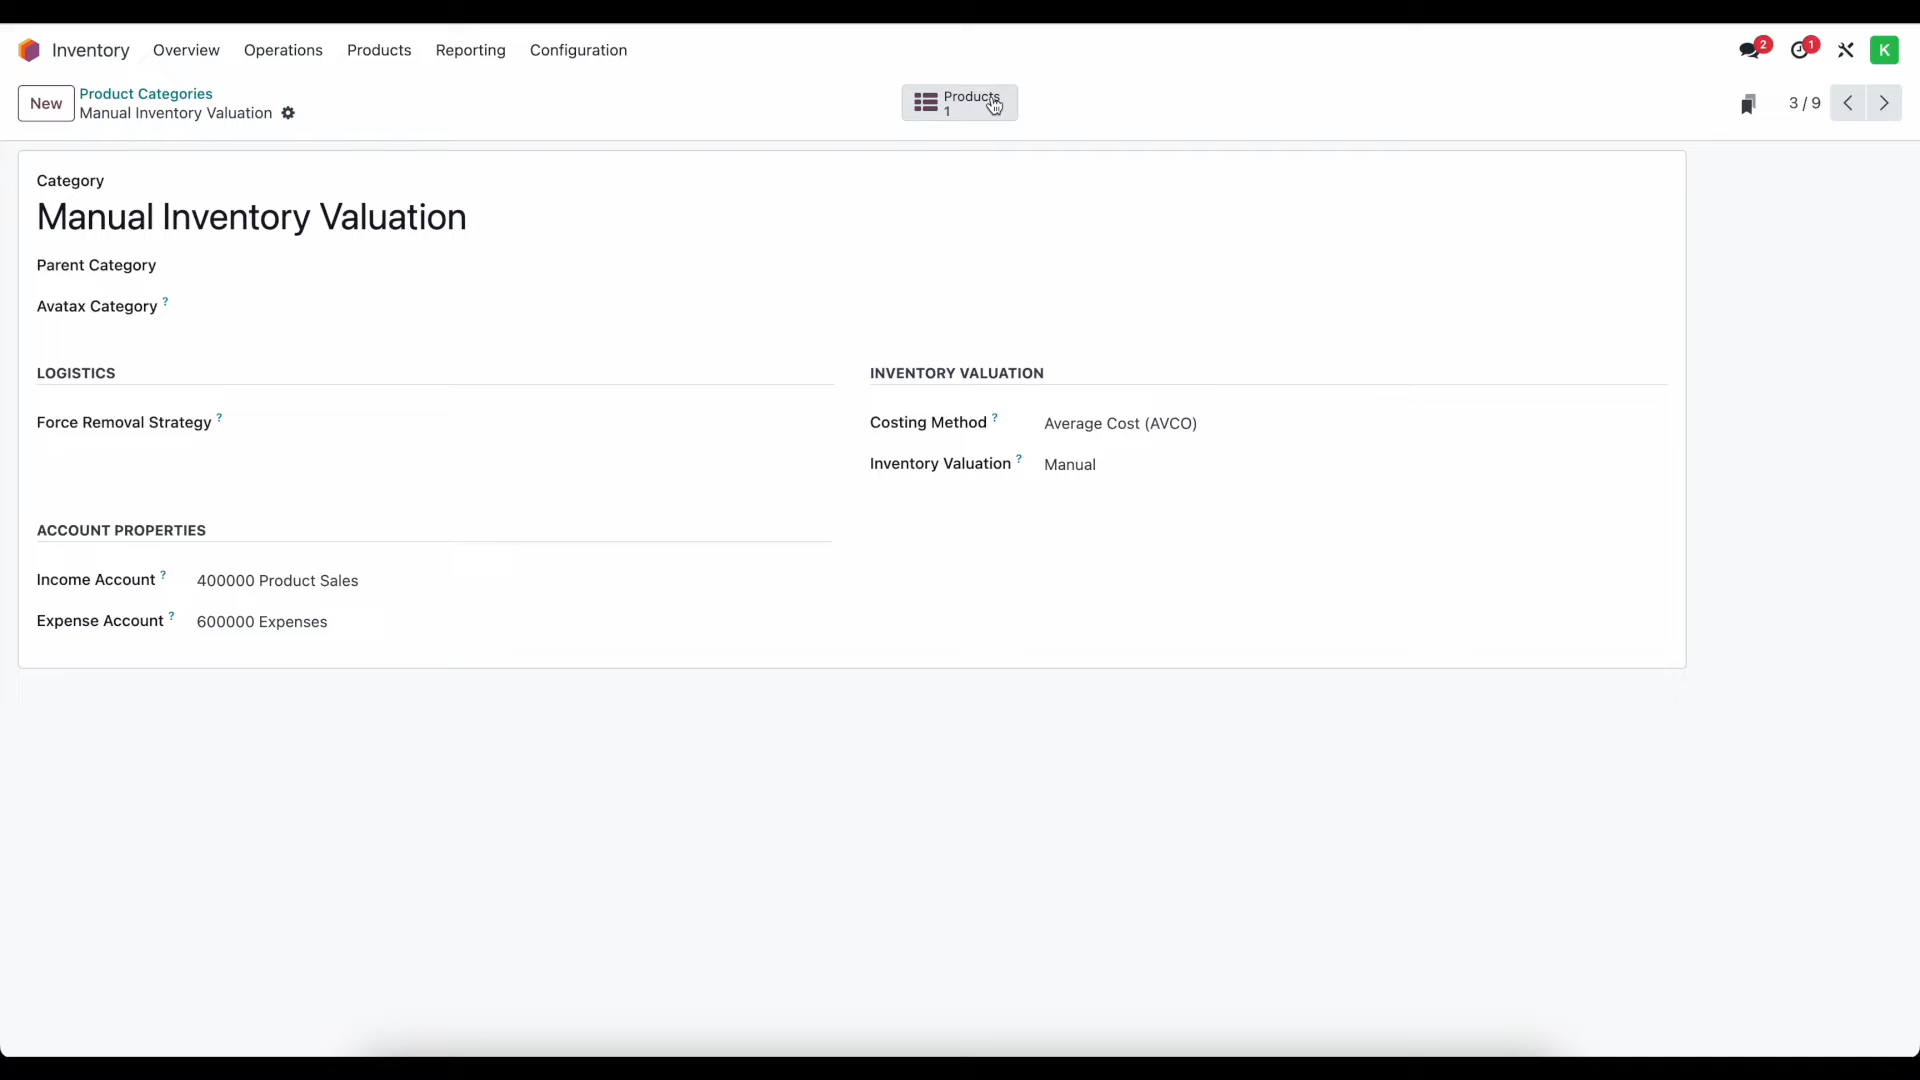 Inventory Overview Operations Products Reporting Configuration 2 1 K
New Product Categories
Manual Inventory Valuation
Products
1
3 / 9
Category
Manual Inventory Valuation
Parent Category
Avatax Category ?
LOGISTICS
Force Removal Strategy ?
INVENTORY VALUATION
Costing Method ? Average Cost (AVCO)
Inventory Valuation ? Manual
ACCOUNT PROPERTIES
Income Account ? 400000 Product Sales
Expense Account ? 600000 Expenses